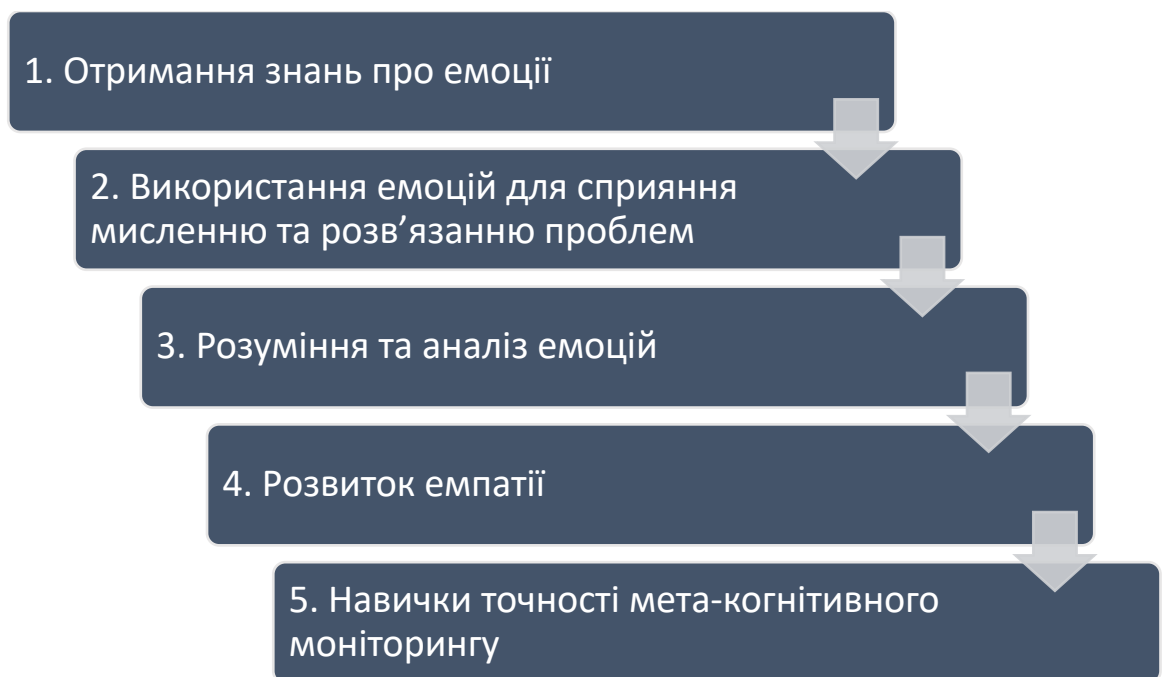 1. Отримання знань про емоції
2. Використання емоцій для сприяння
мисленню та розв’язанню проблем
3. Розуміння та аналіз емоцій
4. Розвиток емпатії
5. Навички точності мета-когнітивного
моніторингу